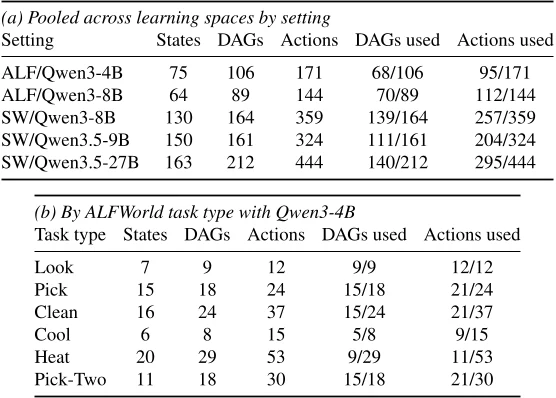 (a) Pooled across learning spaces by setting
Setting States DAGs Actions DAGs used Actions used
ALF/Qwen3-4B 75 106 171 68/106 95/171
ALF/Qwen3-8B 64 89 144 70/89 112/144
SW/Qwen3-8B 130 164 359 139/164 257/359
SW/Qwen3.5-9B 150 161 324 111/161 204/324
SW/Qwen3.5-27B 163 212 444 140/212 295/444
(b) By ALFWorld task type with Qwen3-4B
Task type States DAGs Actions DAGs used Actions used
Look 7 9 12 9/9 12/12
Pick 15 18 24 15/18 21/24
Clean 16 24 37 15/24 21/37
Cool 6 8 15 5/8 9/15
Heat 20 29 53 9/29 11/53
Pick-Two 11 18 30 15/18 21/30